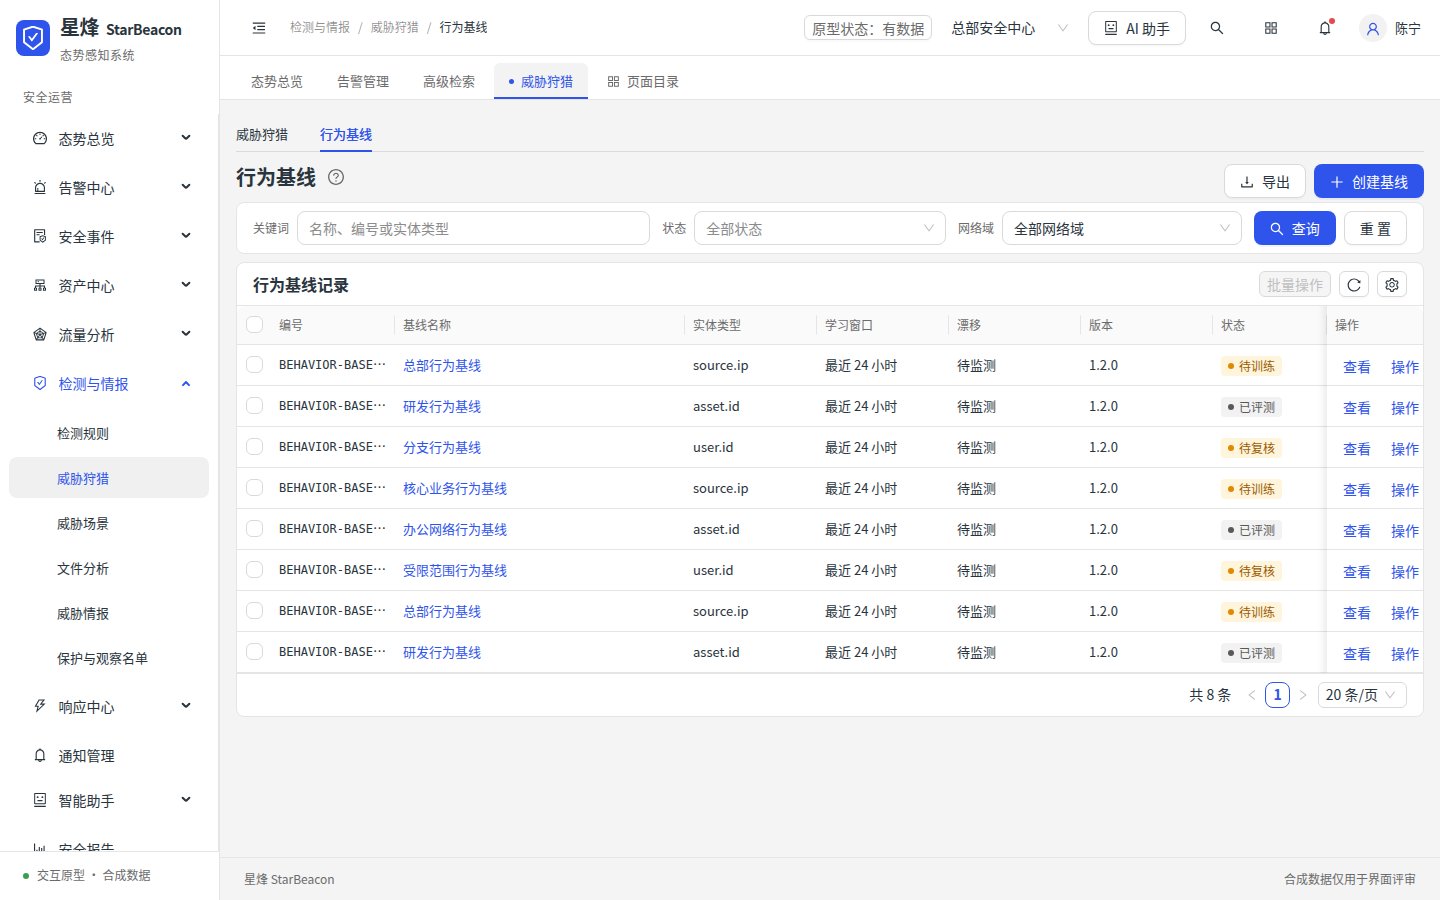 星烽 StarBeacon
态势感知系统
安全运营
态势总览
告警中心
安全事件
资产中心
流量分析
检测与情报
检测规则
威胁狩猎
威胁场景
文件分析
威胁情报
保护与观察名单
响应中心
通知管理
智能助手
安全报告
交互原型 · 合成数据
检测与情报 / 威胁狩猎 / 行为基线
原型状态：有数据
总部安全中心
AI 助手
陈宁
态势总览 告警管理 高级检索 威胁狩猎 页面目录
威胁狩猎 行为基线
行为基线
导出 创建基线
关键词 名称、编号或实体类型 状态 全部状态 网络域 全部网络域 查询 重 置
行为基线记录 批量操作
编号 基线名称 实体类型 学习窗口 漂移 版本 状态 操作
BEHAVIOR-BASE··· 总部行为基线 source.ip 最近 24 小时 待监测 1.2.0 待训练 查看 操作
BEHAVIOR-BASE··· 研发行为基线 asset.id 最近 24 小时 待监测 1.2.0 已评测 查看 操作
BEHAVIOR-BASE··· 分支行为基线 user.id 最近 24 小时 待监测 1.2.0 待复核 查看 操作
BEHAVIOR-BASE··· 核心业务行为基线 source.ip 最近 24 小时 待监测 1.2.0 待训练 查看 操作
BEHAVIOR-BASE··· 办公网络行为基线 asset.id 最近 24 小时 待监测 1.2.0 已评测 查看 操作
BEHAVIOR-BASE··· 受限范围行为基线 user.id 最近 24 小时 待监测 1.2.0 待复核 查看 操作
BEHAVIOR-BASE··· 总部行为基线 source.ip 最近 24 小时 待监测 1.2.0 待训练 查看 操作
BEHAVIOR-BASE··· 研发行为基线 asset.id 最近 24 小时 待监测 1.2.0 已评测 查看 操作
共 8 条 1 20 条/页
星烽 StarBeacon
合成数据仅用于界面评审